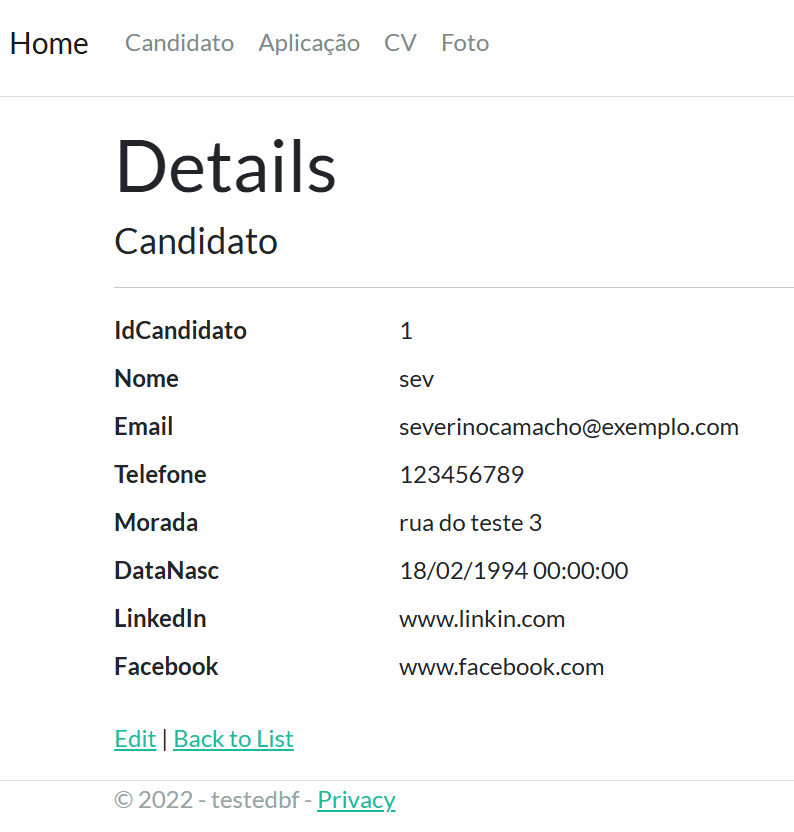 Home Candidato Aplicação CV Foto
Details
Candidato
IdCandidato 1
Nome sev
Email severinocamacho@exemplo.com
Telefone 123456789
Morada rua do teste 3
DataNasc 18/02/1994 00:00:00
LinkedIn www.linkin.com
Facebook www.facebook.com
Edit | Back to List
© 2022 - testedbf - Privacy